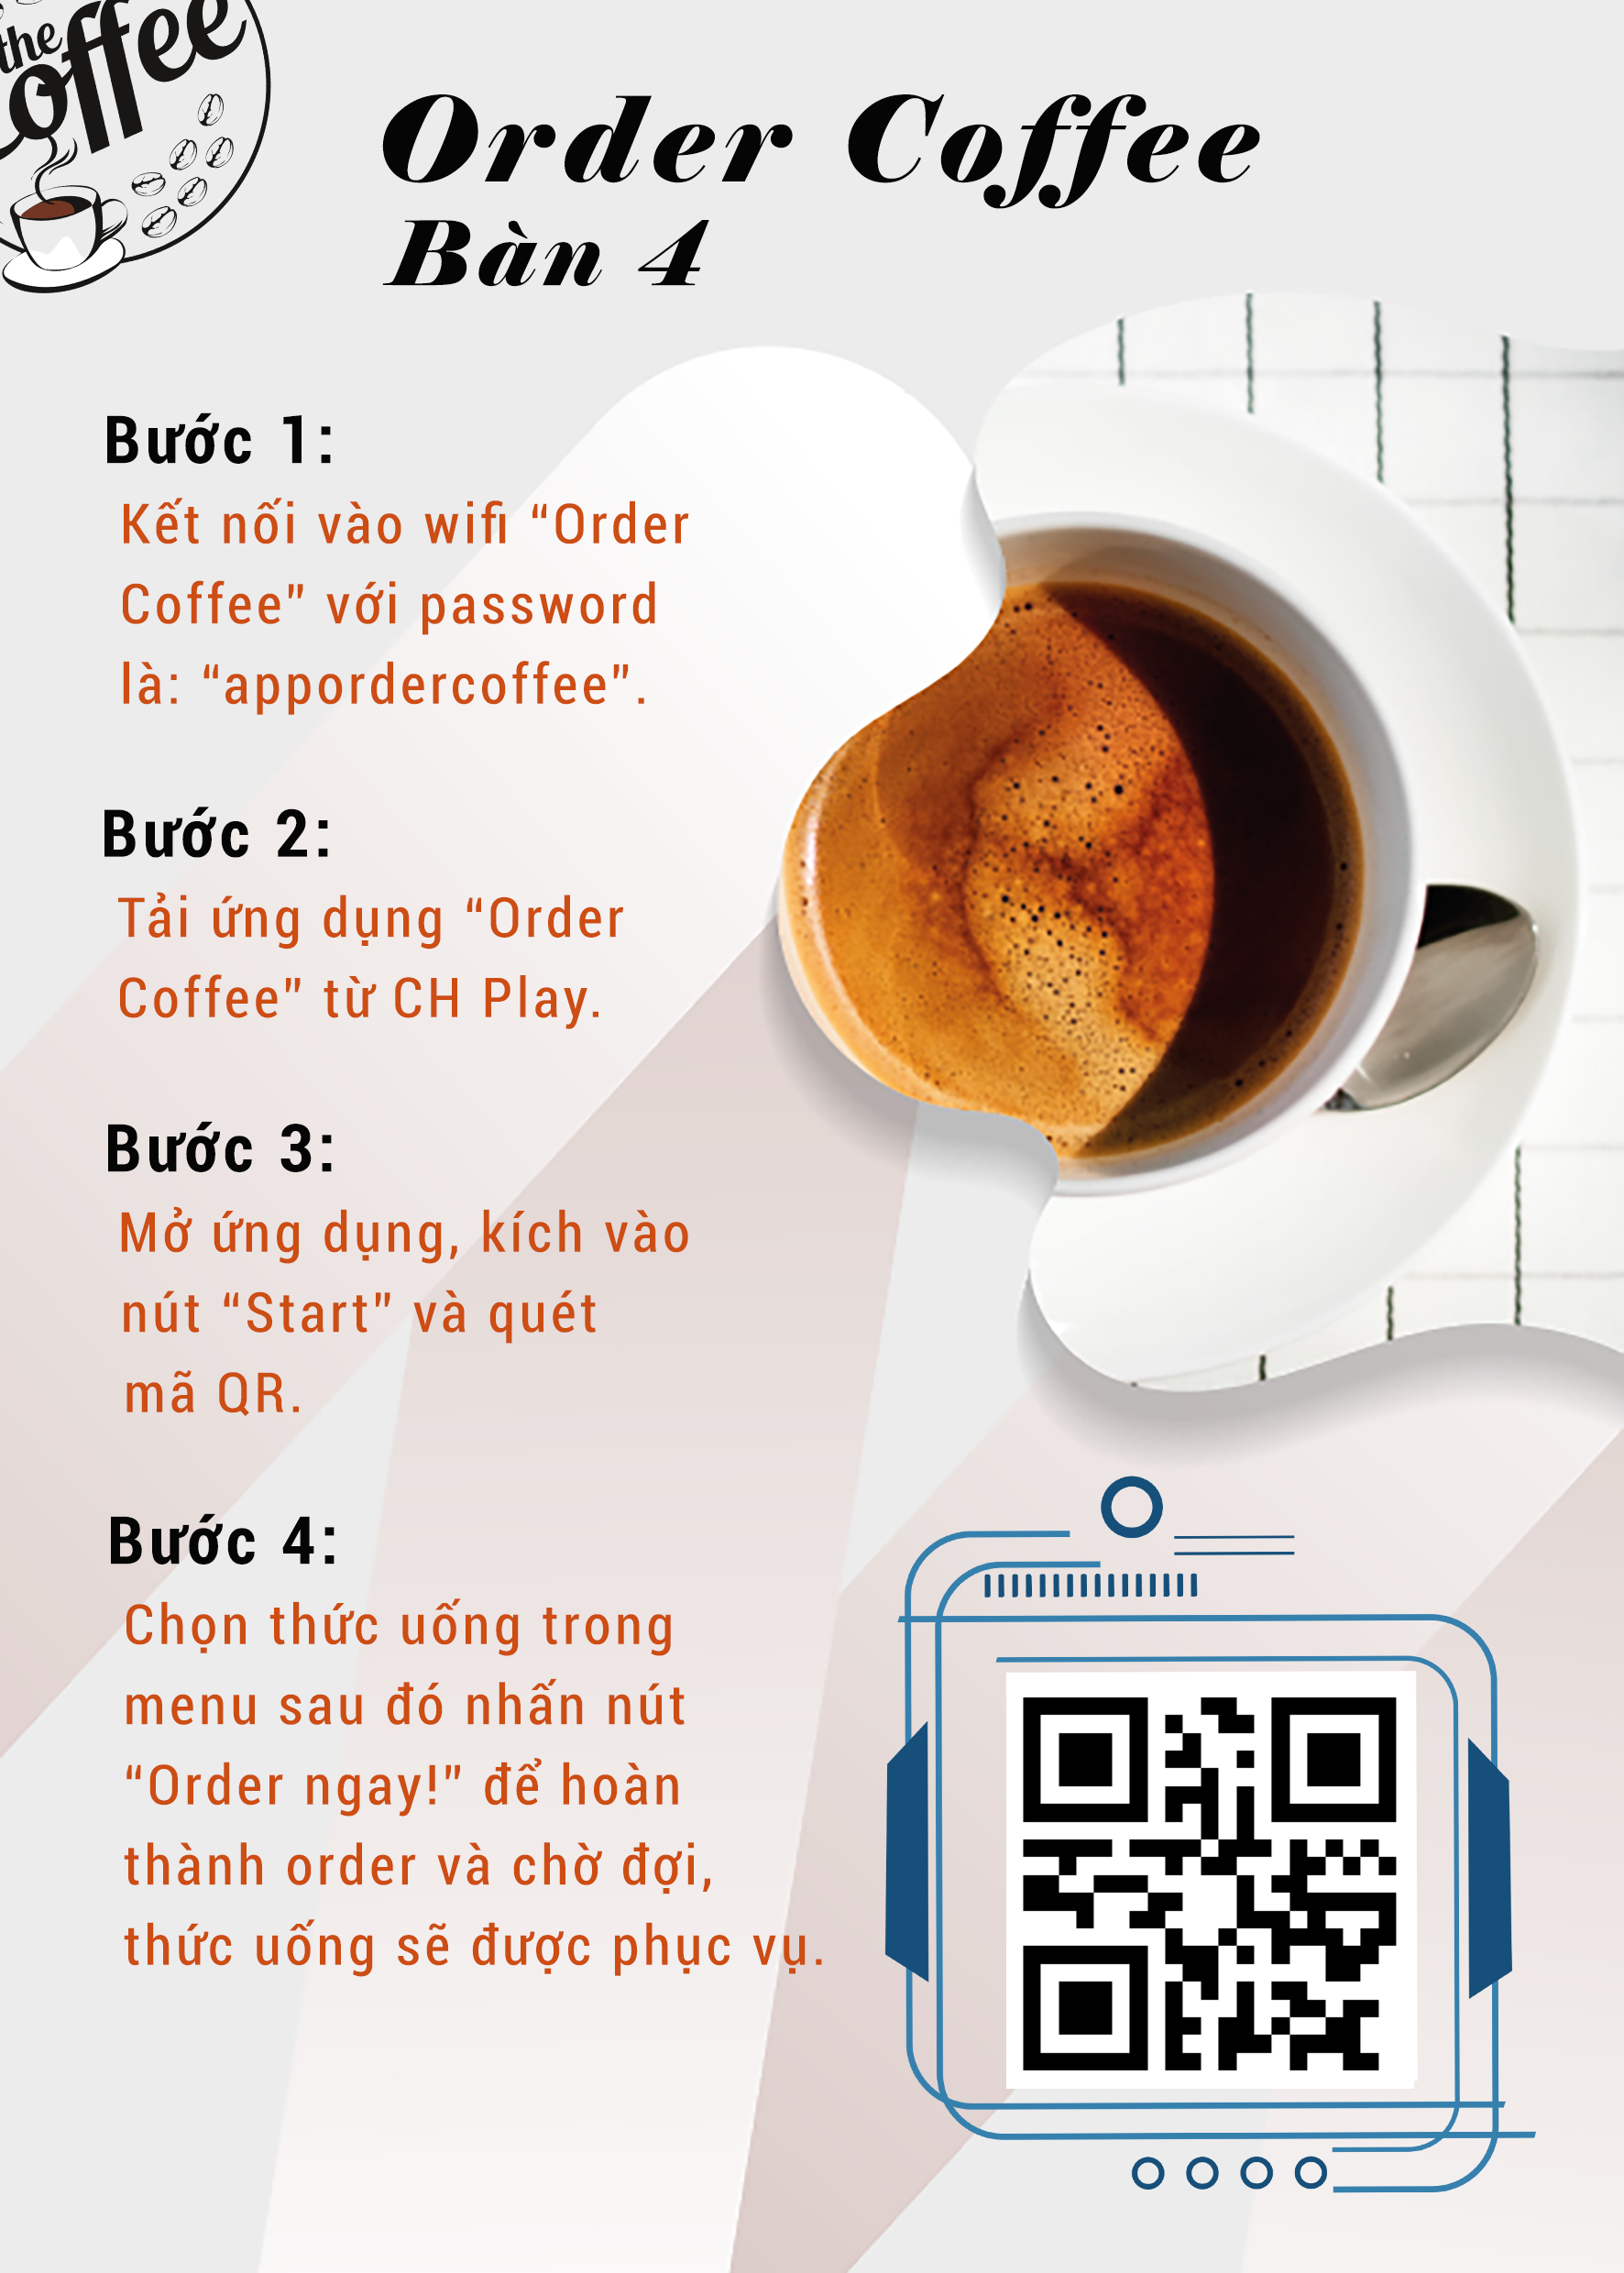 the
Coffee
Order Coffee
Bàn 4
Bước 1:
Kết nối vào wifi “Order
Coffee” với password
là: “appordercoffee”.
Bước 2:
Tải ứng dụng “Order
Coffee” từ CH Play.
Bước 3:
Mở ứng dụng, kích vào
nút “Start” và quét
mã QR.
Bước 4:
Chọn thức uống trong
menu sau đó nhấn nút
“Order ngay!” để hoàn
thành order và chờ đợi,
thức uống sẽ được phục vụ.